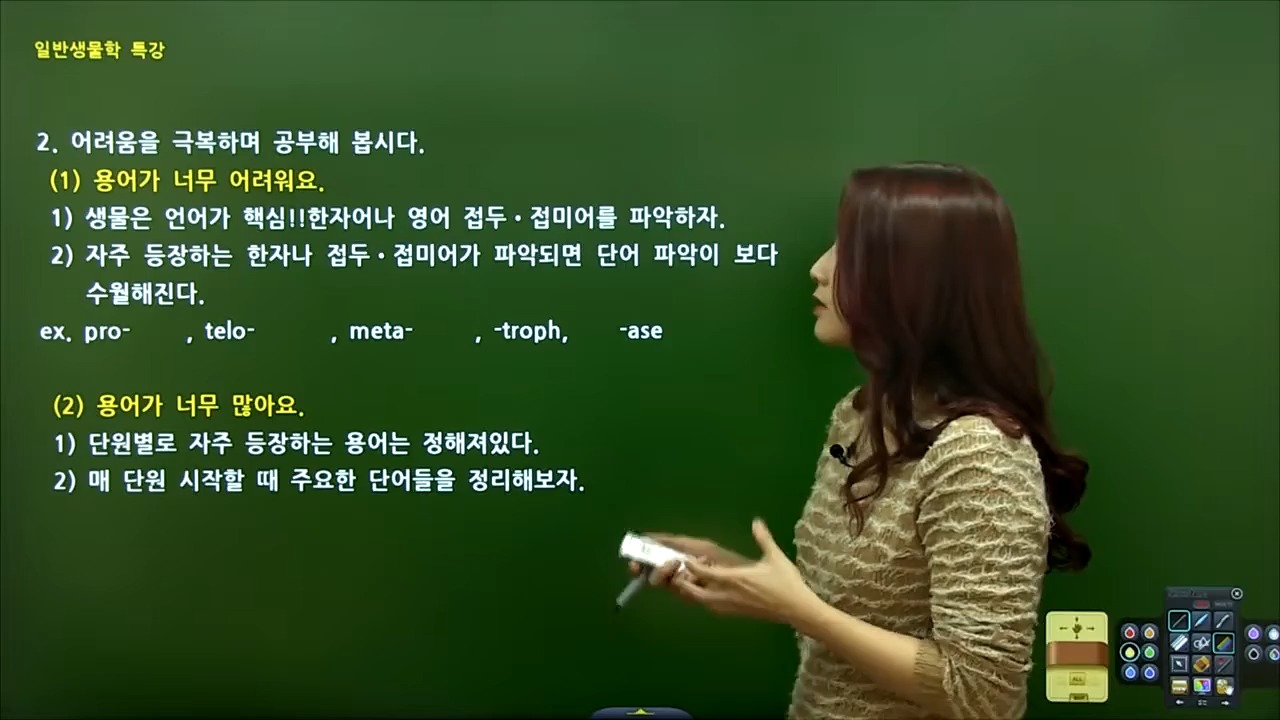 일반생물학 특강
2. 어려움을 극복하며 공부해 봅시다.
(1) 용어가 너무 어려워요.
1) 생물은 언어가 핵심!!한자어나 영어 접두·접미어를 파악하자.
2) 자주 등장하는 한자나 접두·접미어가 파악되면 단어 파악이 보다
수월해진다.
ex. pro- , telo- , meta- , -troph, -ase
(2) 용어가 너무 많아요.
1) 단원별로 자주 등장하는 용어는 정해져있다.
2) 매 단원 시작할 때 주요한 단어들을 정리해보자.
ALL